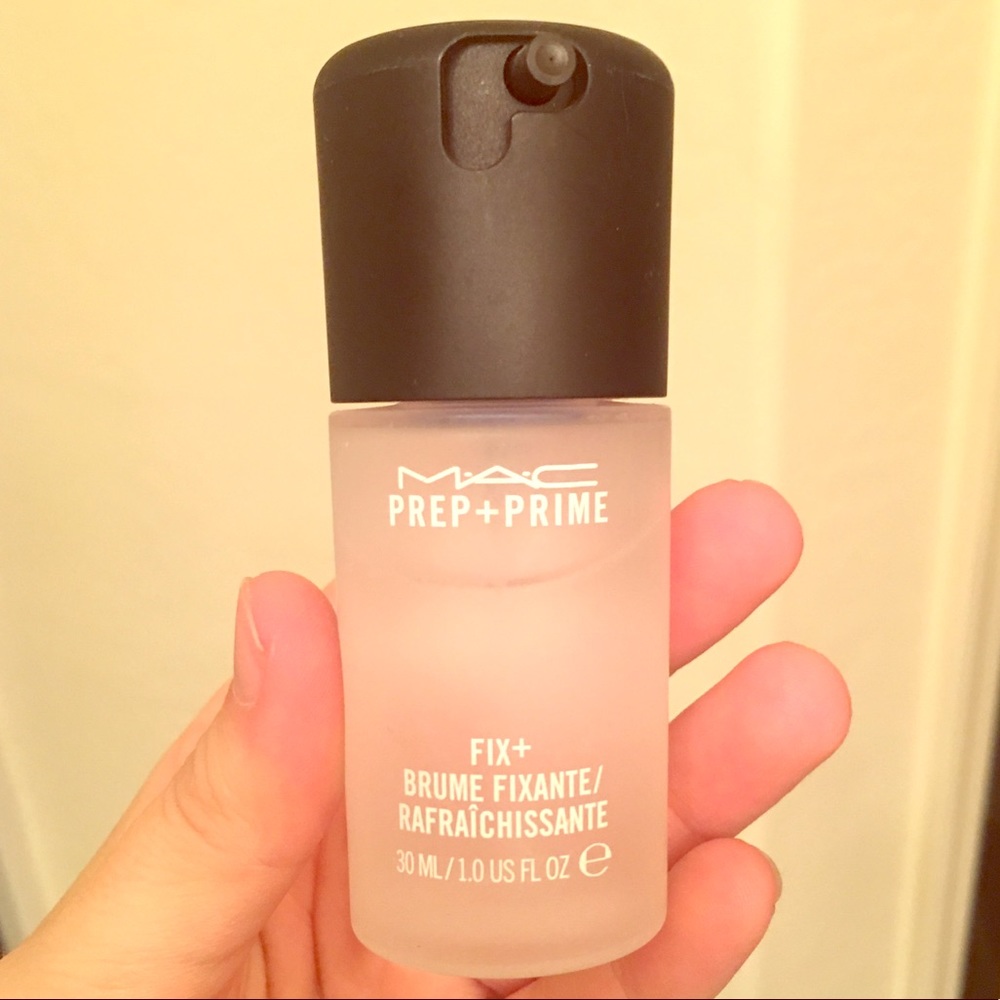 M·A·C
PREP+PRIME
FIX+
BRUME FIXANTE/
RAFRAÎCHISSANTE
30 ML / 1.0 US FL OZ ℮